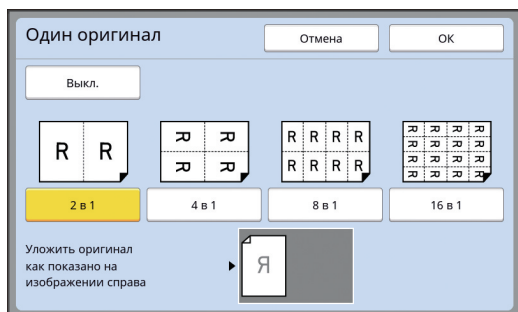 Один оригинал
Отмена
ОК
Выкл.
R R
R R
R R
R R R R
R R R R
R R R R
R R R R
R R R R
R R R R
2 в 1
4 в 1
8 в 1
16 в 1
Уложить оригинал
как показано на
изображении справа
Я